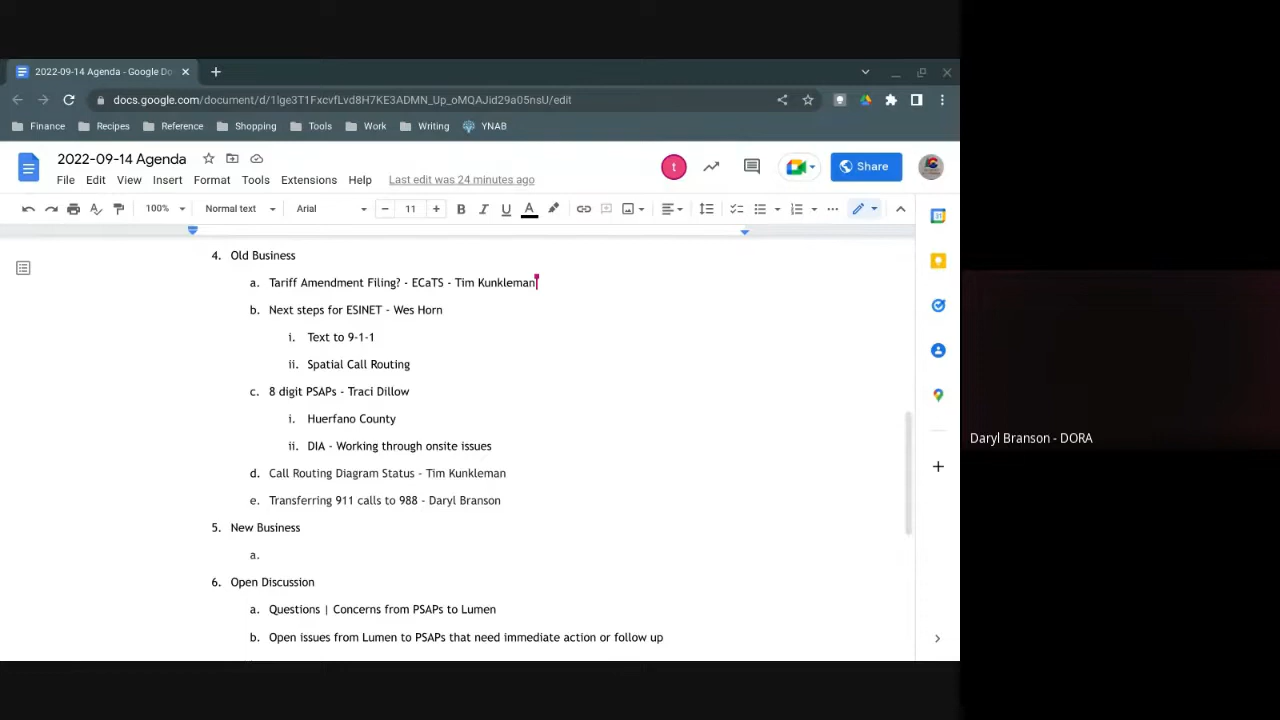 2022-09-14 Agenda - Google Do
docs.google.com/document/d/1lge3T1FxcvfLvd8H7KE3ADMN_Up_oMQAJid29a05nsU/edit
Finance Recipes Reference Shopping Tools Work Writing YNAB
2022-09-14 Agenda
t
Share
File Edit View Insert Format Tools Extensions Help Last edit was 24 minutes ago
100% Normal text Arial 11
4. Old Business
a. Tariff Amendment Filing? - ECaTS - Tim Kunkleman
b. Next steps for ESINET - Wes Horn
i. Text to 9-1-1
ii. Spatial Call Routing
c. 8 digit PSAPs - Traci Dillow
i. Huerfano County
ii. DIA - Working through onsite issues
d. Call Routing Diagram Status - Tim Kunkleman
e. Transferring 911 calls to 988 - Daryl Branson
5. New Business
a.
6. Open Discussion
a. Questions | Concerns from PSAPs to Lumen
b. Open issues from Lumen to PSAPs that need immediate action or follow up
Daryl Branson - DORA